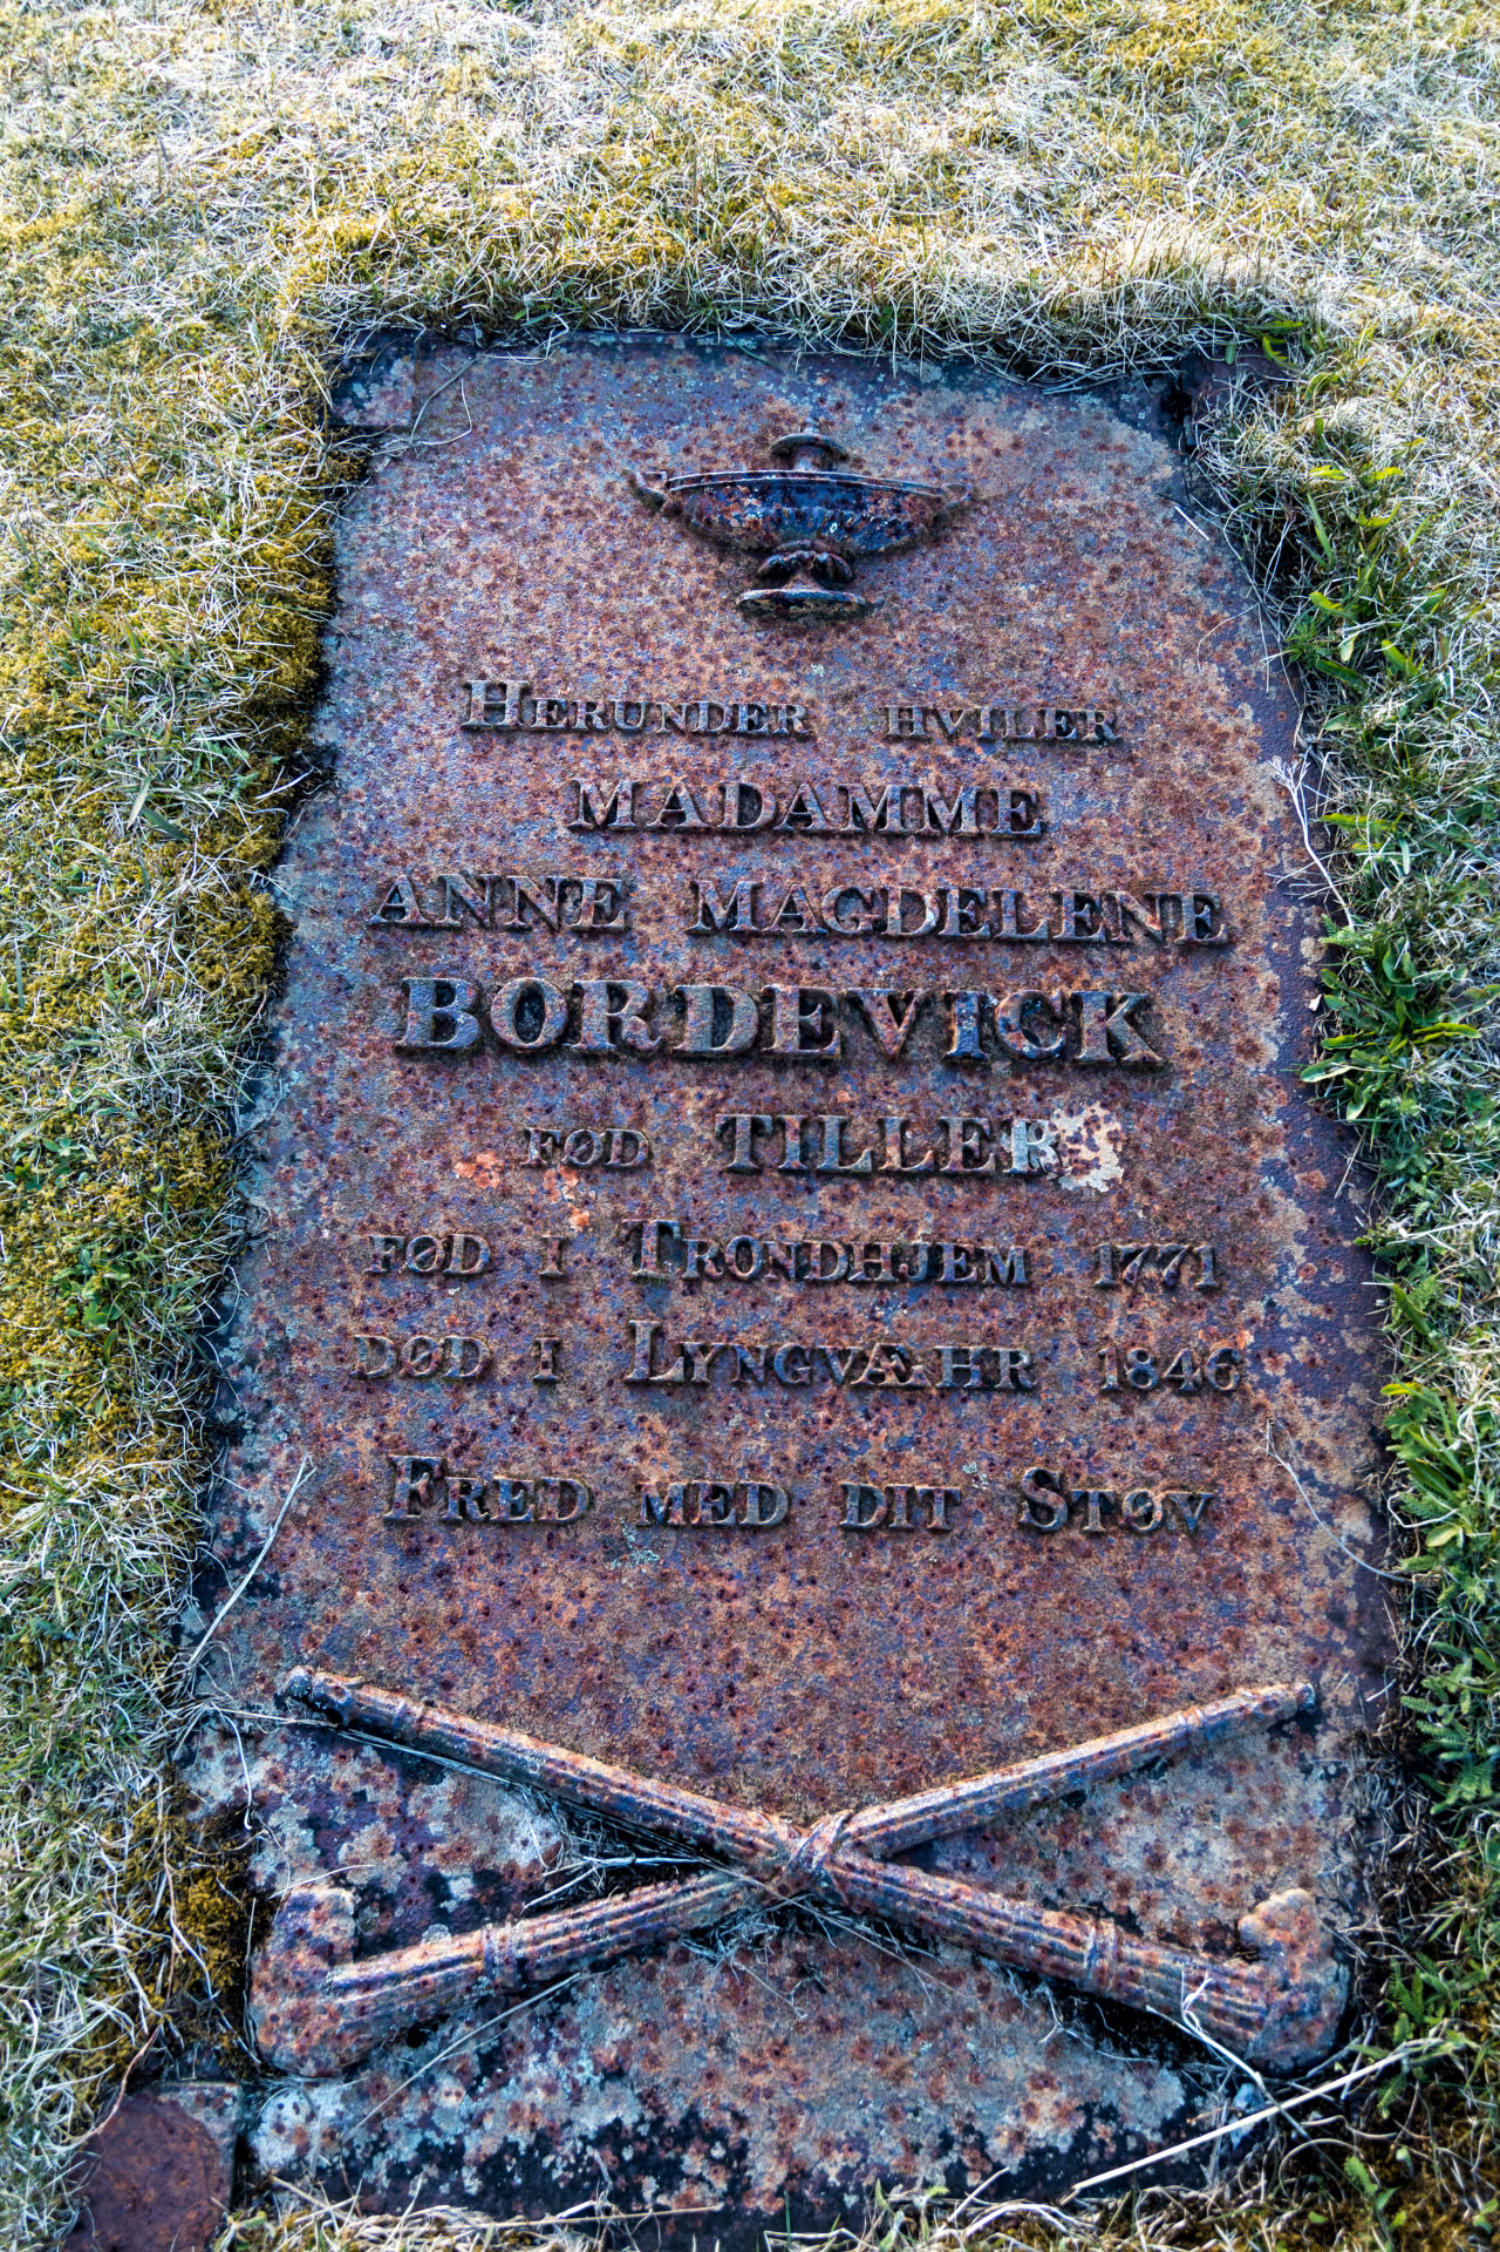 HERUNDER HVILER
MADAMME
ANNE MAGDELENE
BORDEVICK
FØD TILLER
FØD I TRONDHJEM 1771
DØD I LYNGVÆHR 1846
FRED MED DIT STØV